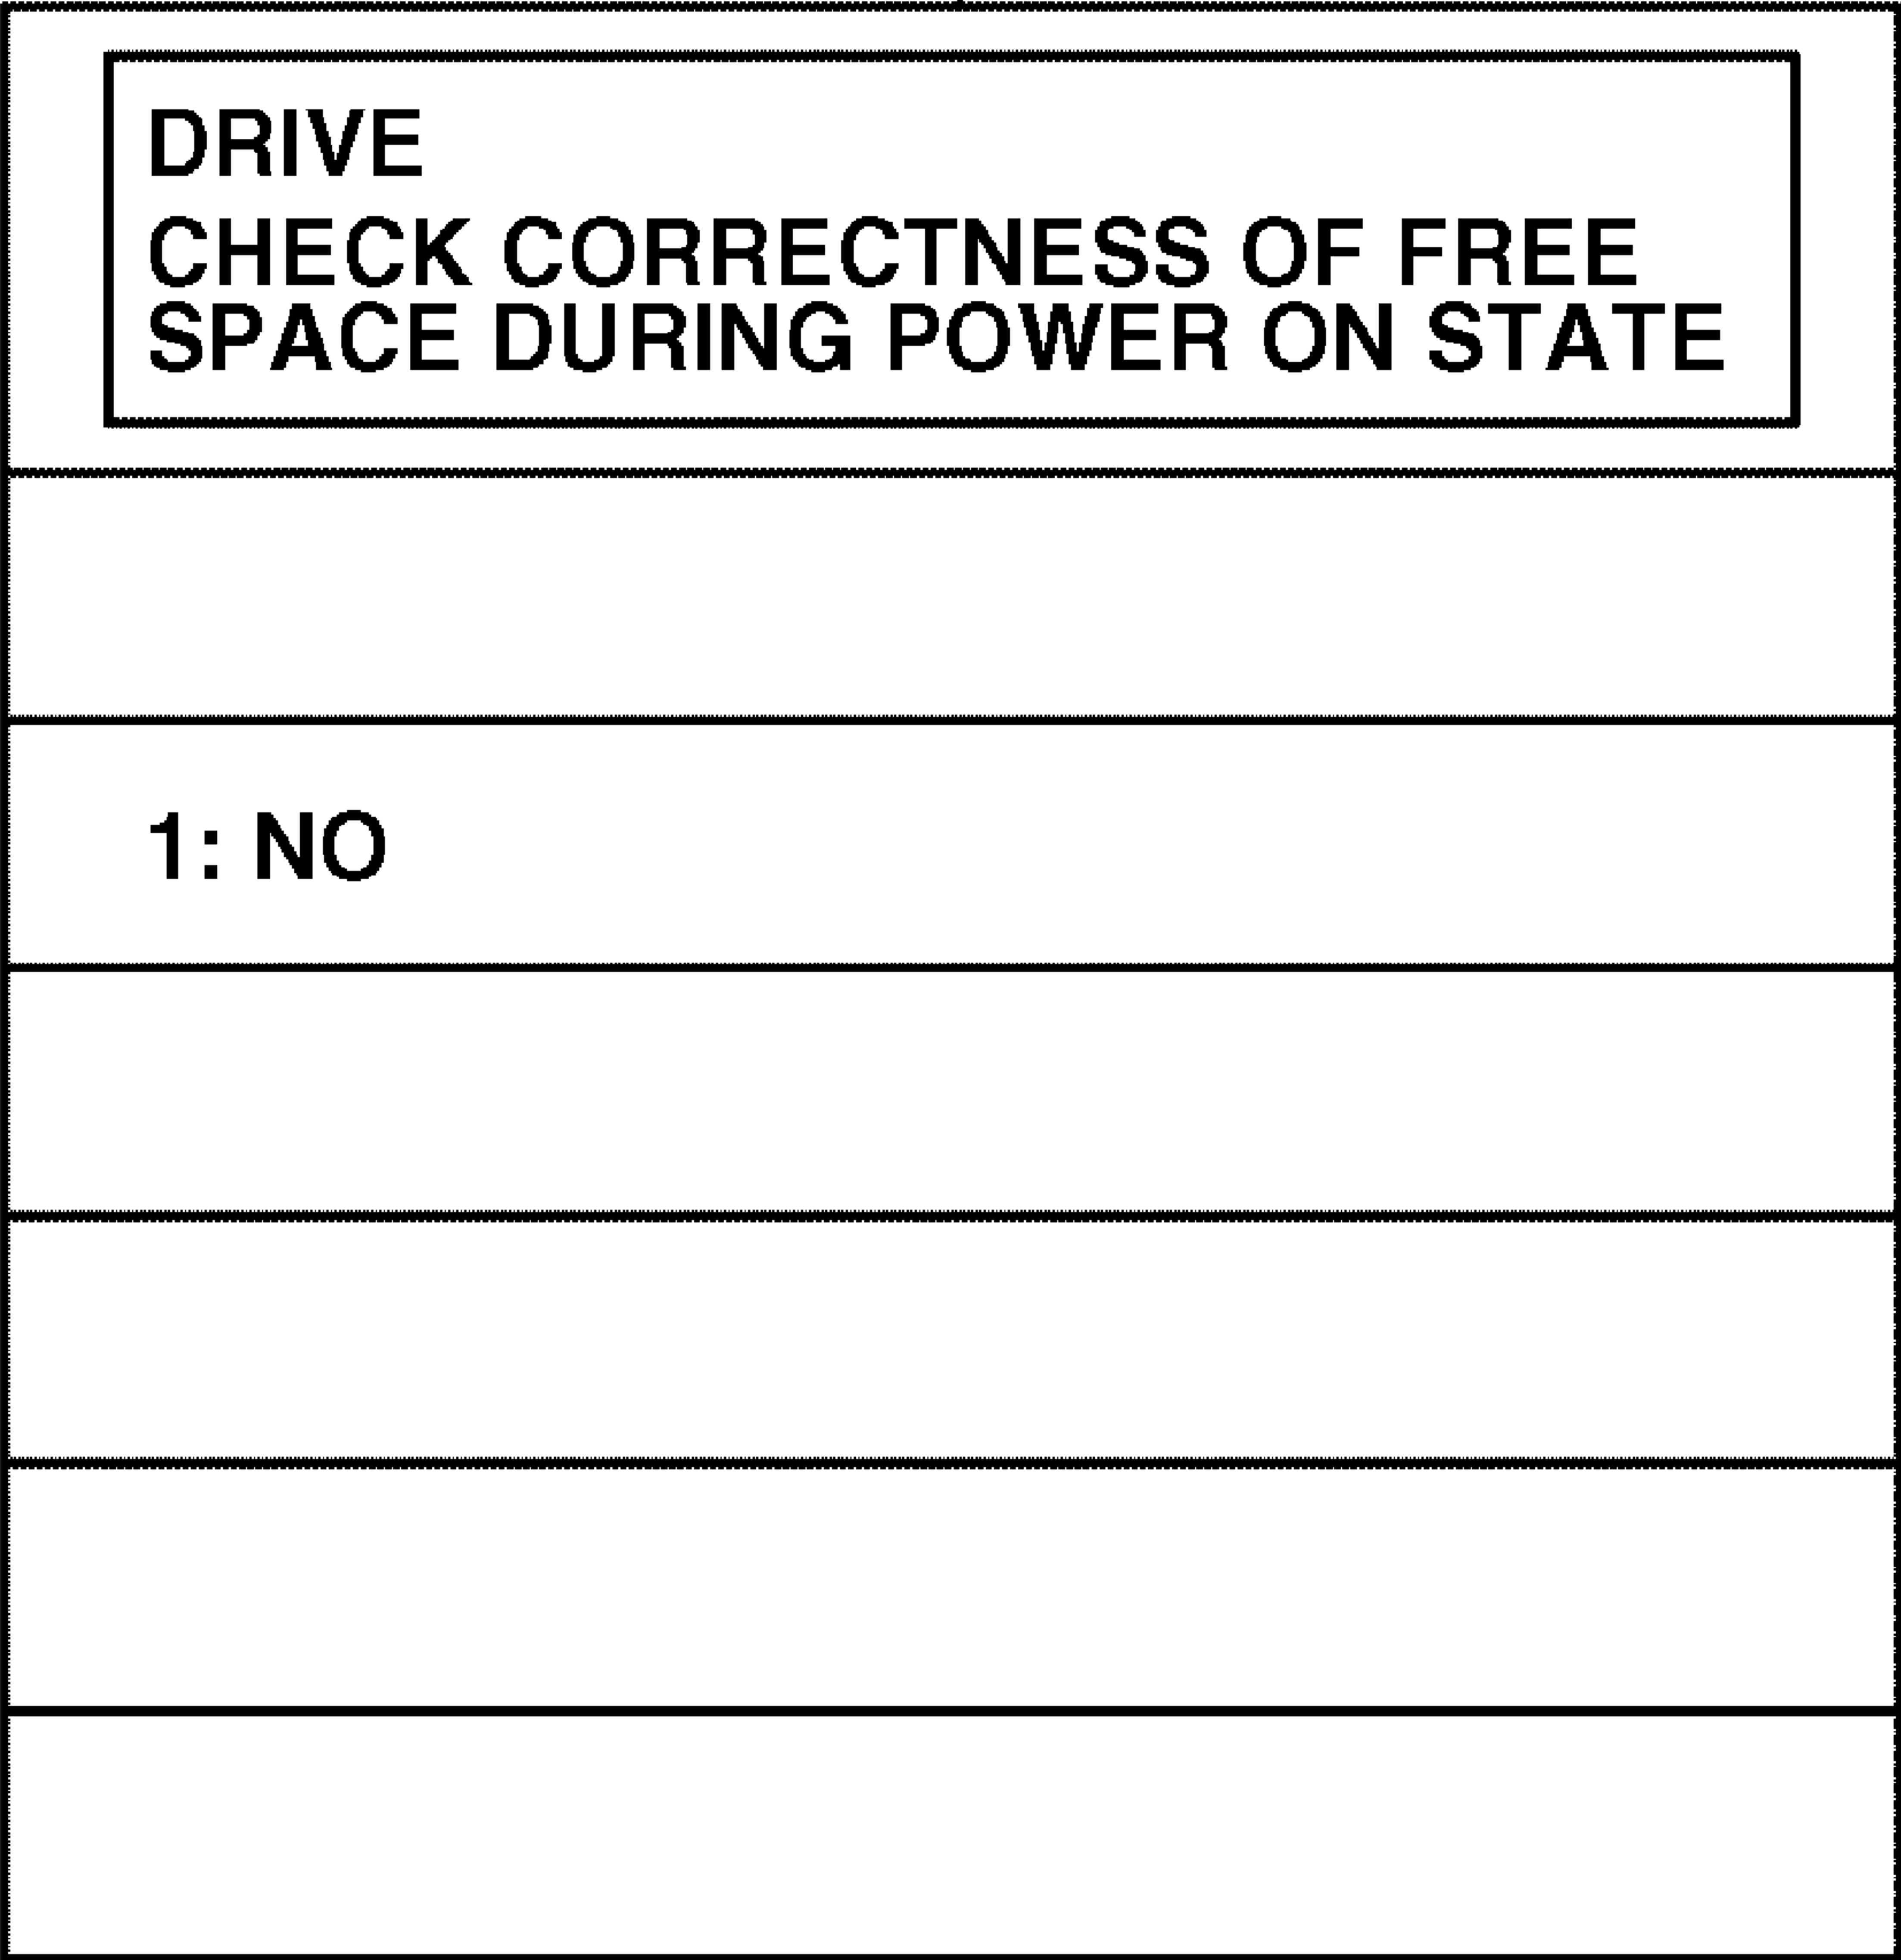 DRIVE
CHECK CORRECTNESS OF FREE
SPACE DURING POWER ON STATE
1: NO